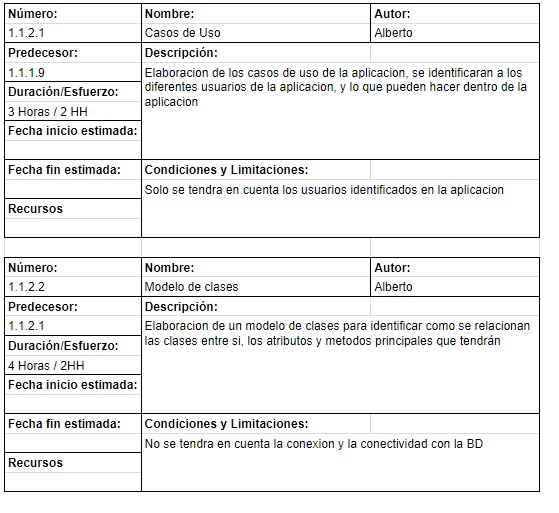 Número: Nombre: Autor:
1.1.2.1 Casos de Uso Alberto
Predecesor: Descripción:
1.1.1.9 Elaboracion de los casos de uso de la aplicacion, se identificaran a los
diferentes usuarios de la aplicacion, y lo que pueden hacer dentro de la
aplicacion
Duración/Esfuerzo:
3 Horas / 2 HH
Fecha inicio estimada:
Fecha fin estimada: Condiciones y Limitaciones:
Solo se tendra en cuenta los usuarios identificados en la aplicacion
Recursos
Número: Nombre: Autor:
1.1.2.2 Modelo de clases Alberto
Predecesor: Descripción:
1.1.2.1 Elaboracion de un modelo de clases para identificar como se relacionan
las clases entre si, los atributos y metodos principales que tendrán
Duración/Esfuerzo:
4 Horas / 2HH
Fecha inicio estimada:
Fecha fin estimada: Condiciones y Limitaciones:
No se tendra en cuenta la conexion y la conectividad con la BD
Recursos